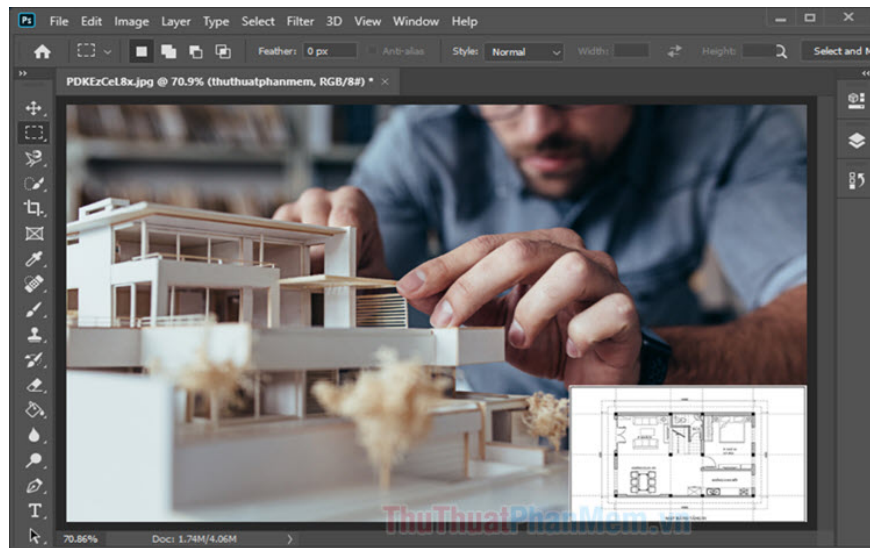 Ps File Edit Image Layer Type Select Filter 3D View Window Help
Feather: 0 px Anti-alias Style: Normal Width: Height: Select and M
PDKEzCeL8x.jpg @ 70.9% (thuthuatphanmem, RGB/8#) * ×
ThuThuatPhanMem.vn
70.86% Doc: 1.74M/4.06M